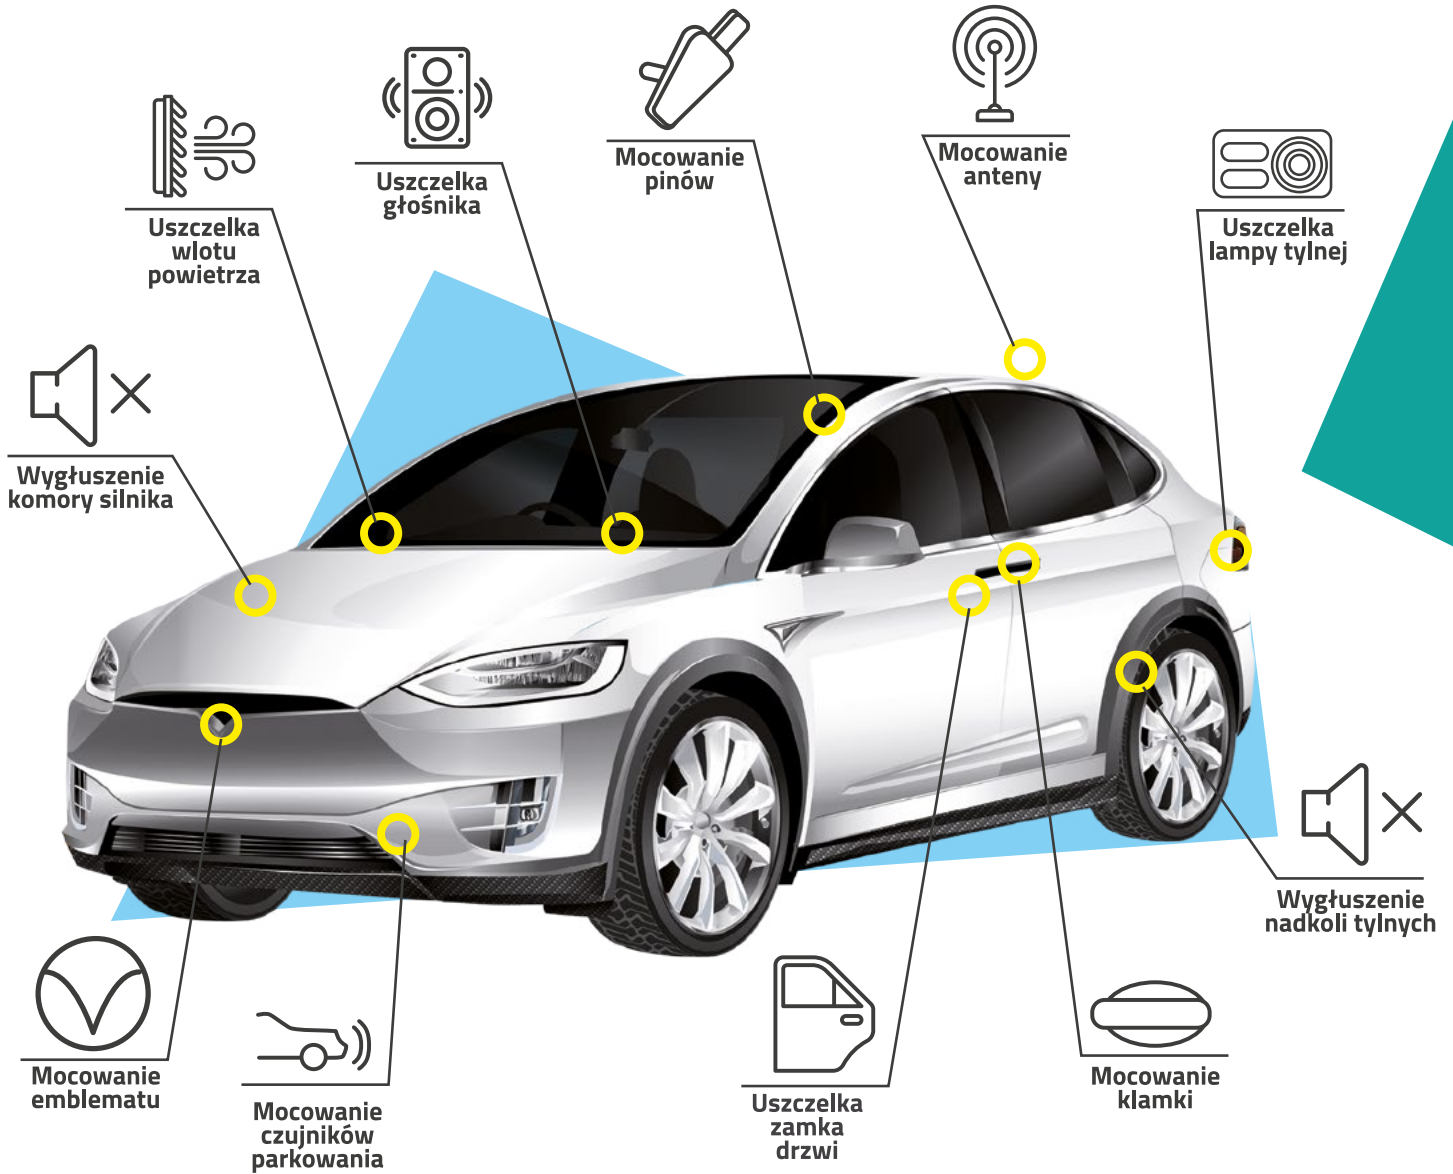 Mocowanie
pinów
Mocowanie
anteny
Uszczelka
głośnika
Uszczelka
wlotu
powietrza
Uszczelka
lampy tylnej
Wygłuszenie
komory silnika
Wygłuszenie
nadkoli tylnych
Mocowanie
emblematu
Mocowanie
czujników
parkowania
Uszczelka
zamka
drzwi
Mocowanie
klamki